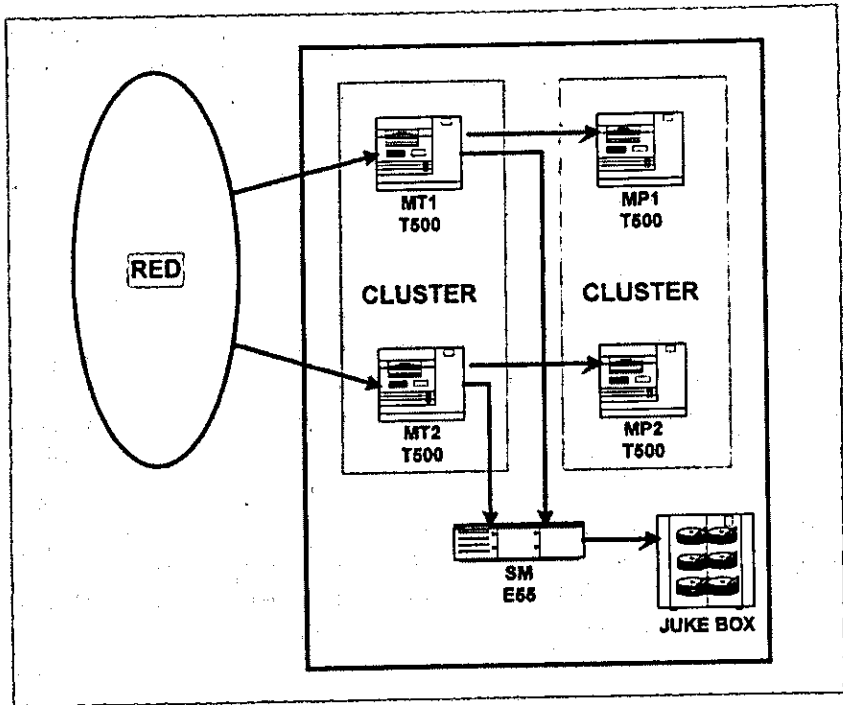 MT1
T500
MP1
T500
RED
CLUSTER
CLUSTER
MT2
T500
MP2
T500
SM
E55
JUKE BOX